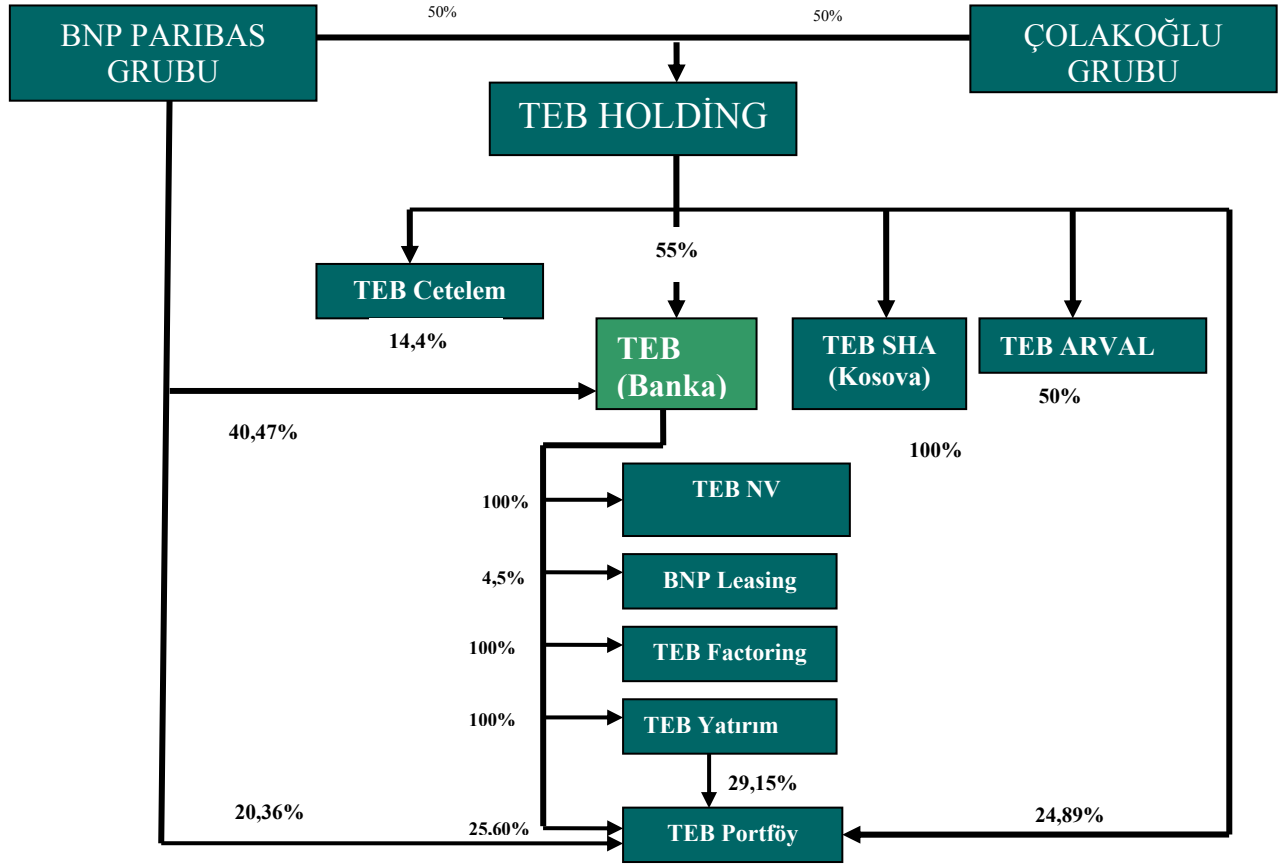 50%
50%
BNP PARIBAS
GRUBU
ÇOLAKOĞLU
GRUBU
TEB HOLDİNG
55%
TEB Cetelem
14,4%
TEB
(Banka)
TEB SHA
(Kosova)
TEB ARVAL
50%
40,47%
100%
TEB NV
100%
BNP Leasing
4,5%
TEB Factoring
100%
TEB Yatırım
100%
29,15%
20,36%
25.60%
TEB Portföy
24,89%